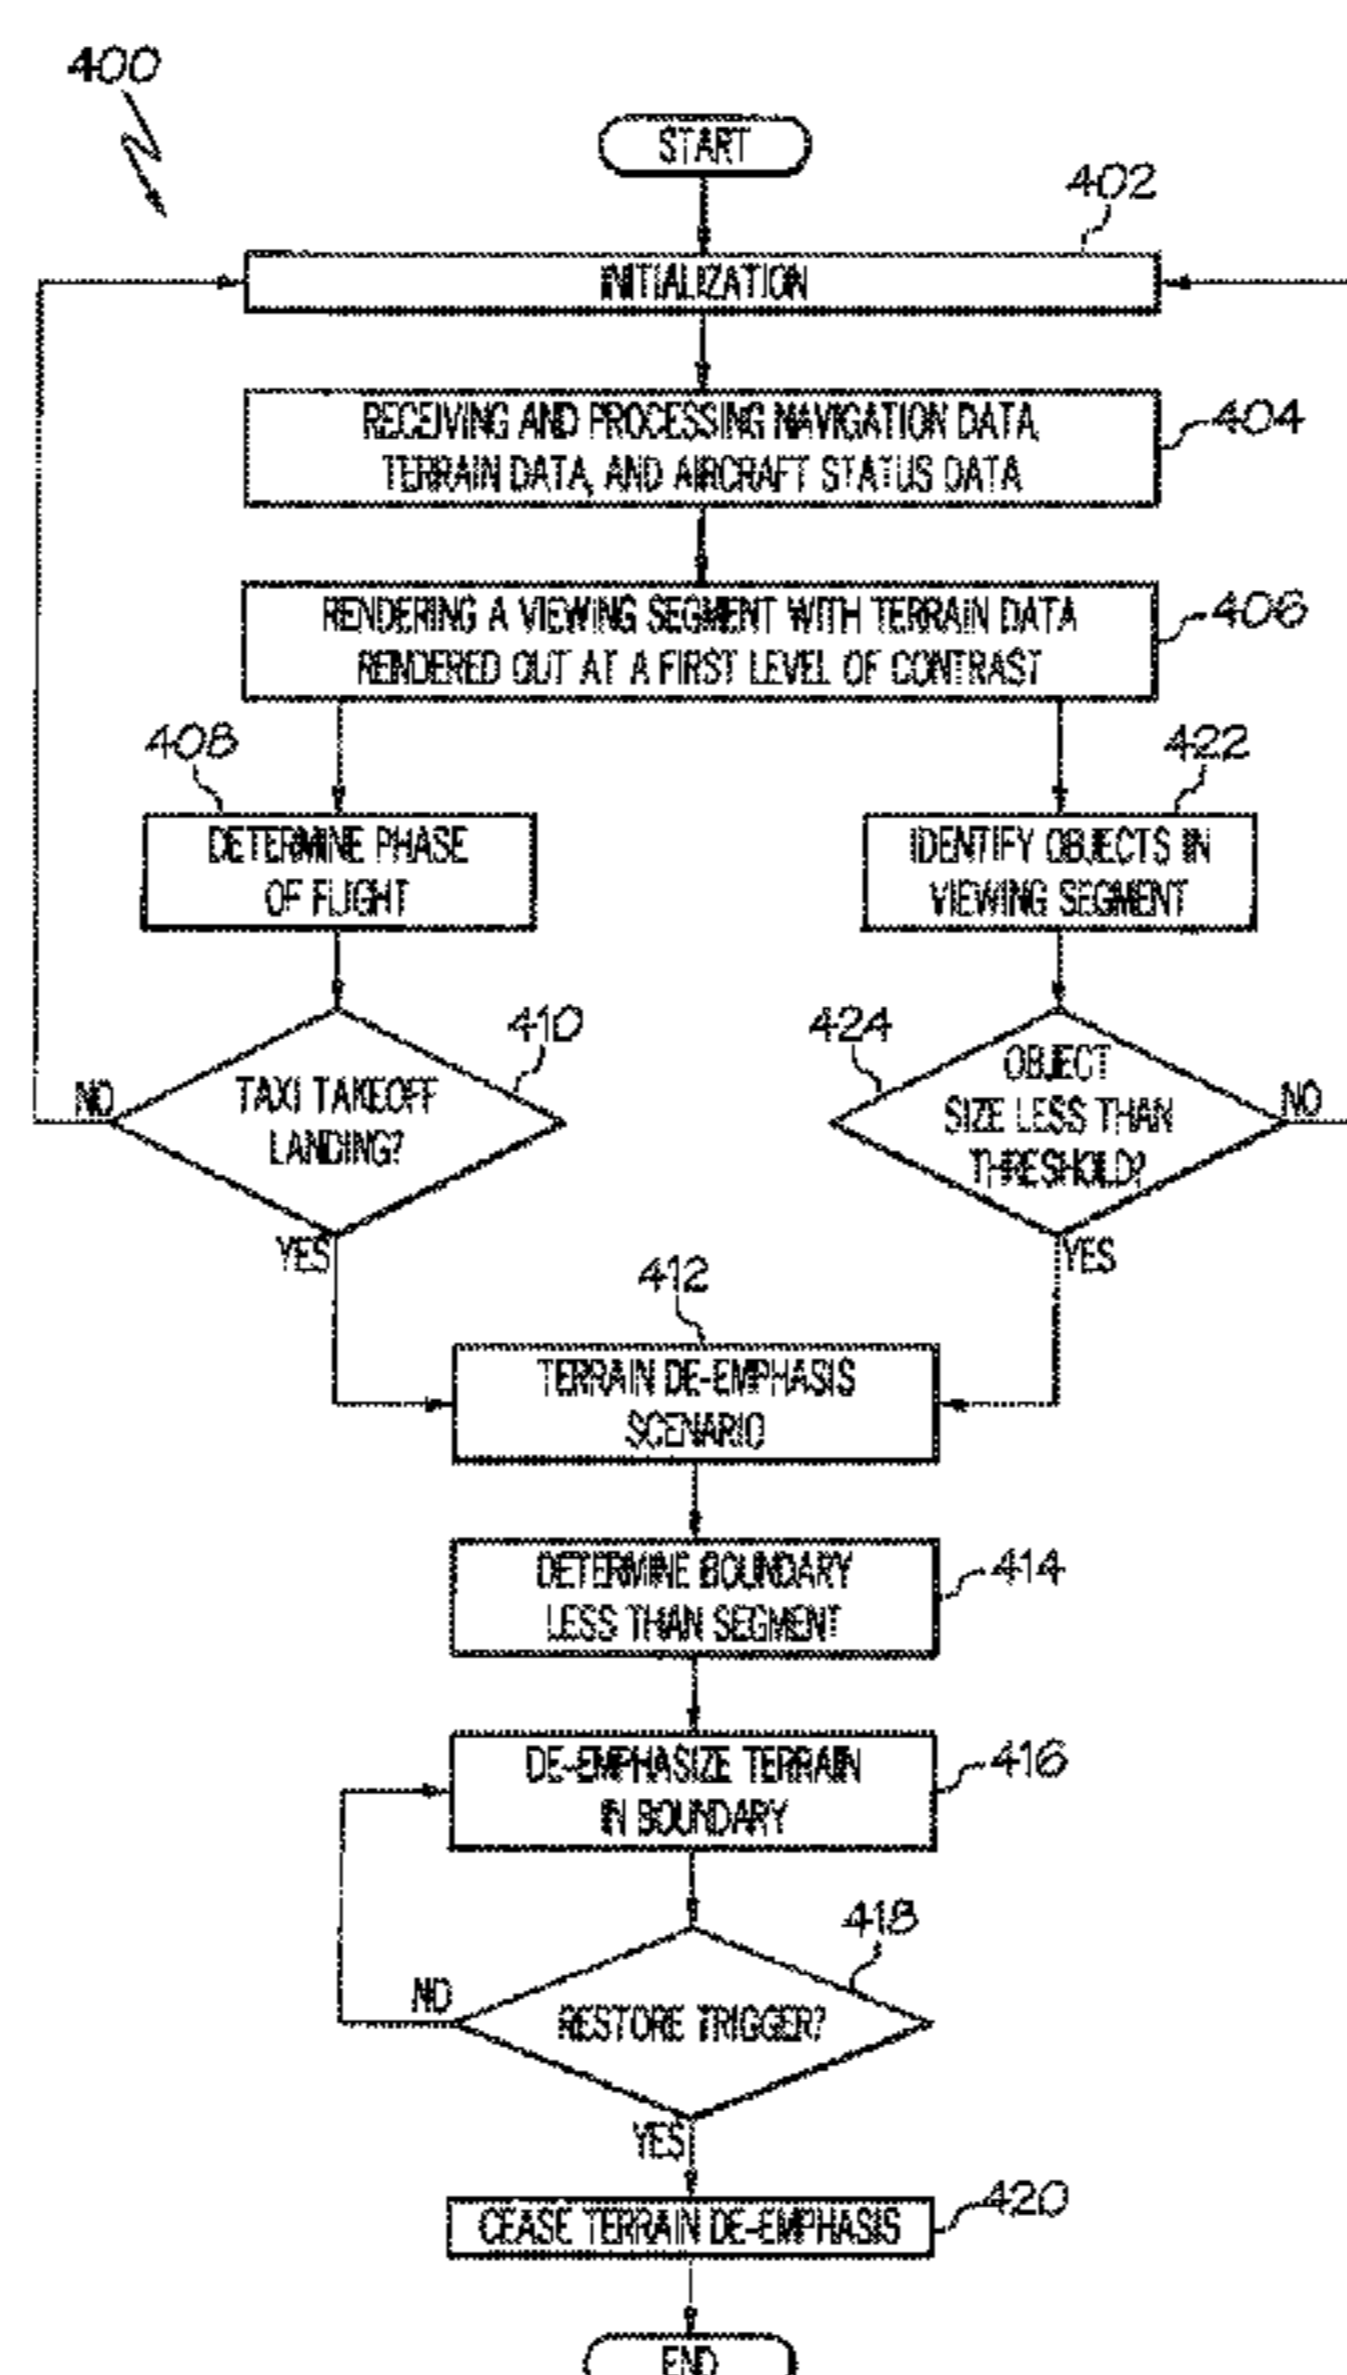 400
START
402
INITIALIZATION
RECEIVING AND PROCESSING NAVIGATION DATA,
TERRAIN DATA, AND AIRCRAFT STATUS DATA
404
RENDERING A VIEWING SEGMENT WITH TERRAIN DATA
RENDERED OUT AT A FIRST LEVEL OF CONTRAST
406
408
DETERMINE PHASE
OF FLIGHT
422
IDENTIFY OBJECTS IN
VIEWING SEGMENT
410
TAXI TAKEOFF
LANDING?
NO
YES
424
OBJECT
SIZE LESS THAN
THRESHOLD?
NO
YES
412
TERRAIN DE-EMPHASIS
SCENARIO
DETERMINE BOUNDARY
LESS THAN SEGMENT
414
DE-EMPHASIZE TERRAIN
IN BOUNDARY
416
418
RESTORE TRIGGER?
NO
YES
CEASE TERRAIN DE-EMPHASIS
420
END